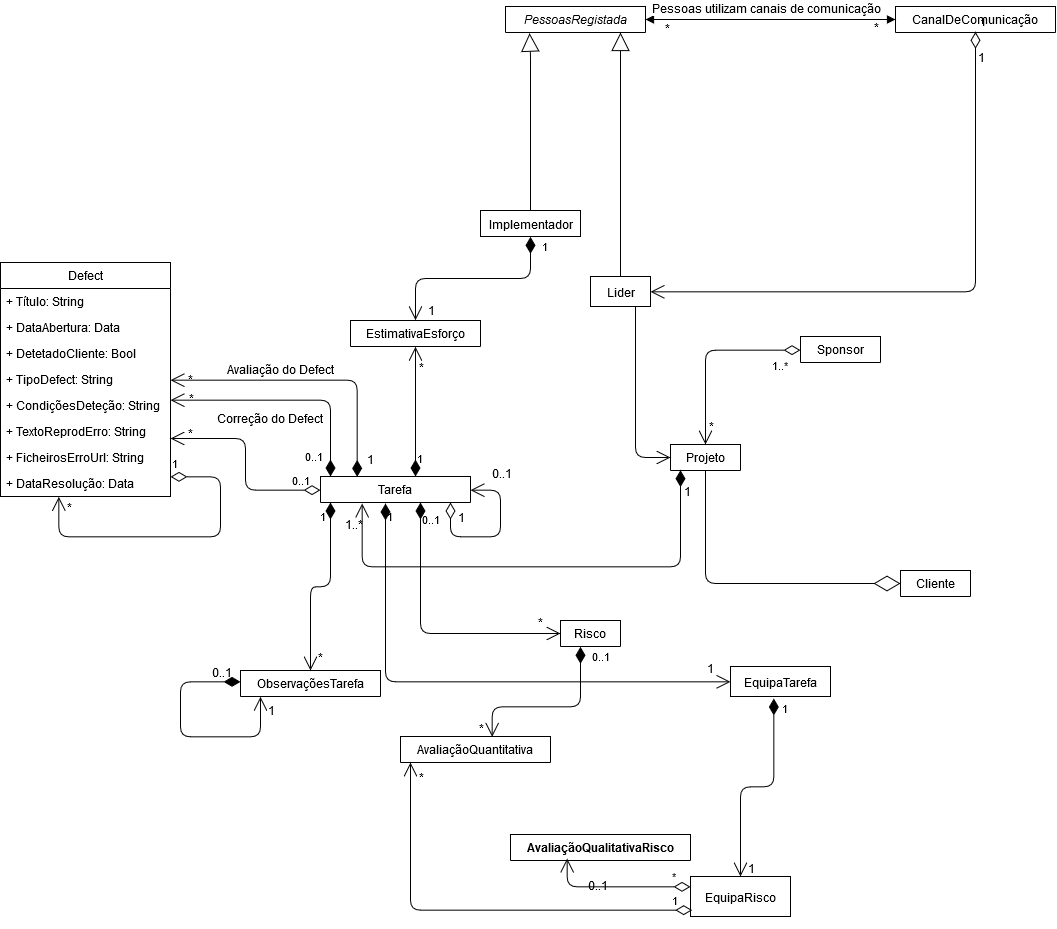 Pessoas utilizam canais de comunicação
PessoasRegistada
CanalDeComunicação
*
*
1
Implementador
1
Defect
+ Título: String
+ DataAbertura: Data
+ DetetadoCliente: Bool
+ TipoDefect: String
+ CondiçõesDeteção: String
+ TextoReprodErro: String
+ FicheirosErroUrl: String
+ DataResolução: Data
Lider
1
EstimativaEsforço
Sponsor
1..*
*
Avaliação do Defect
*
*
Correção do Defect
*
*
0..1
1
1
Projeto
1
*
0..1
Tarefa
0..1
1
1
1..*
1
0..1
1
Cliente
*
Risco
0..1
*
0..1
ObservaçõesTarefa
1
1
EquipaTarefa
1
*
AvaliaçãoQuantitativa
*
AvaliaçãoQualitativaRisco
1
*
0..1
EquipaRisco
1